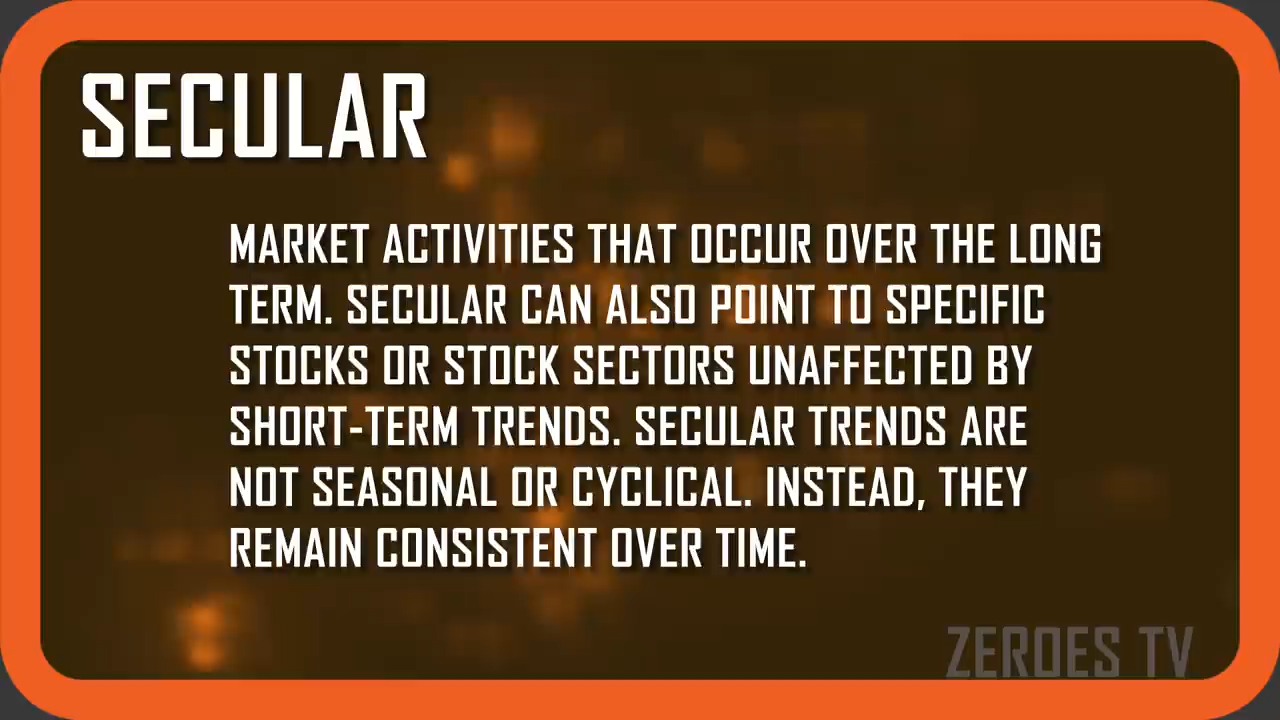 SECULAR
MARKET ACTIVITIES THAT OCCUR OVER THE LONG
TERM. SECULAR CAN ALSO POINT TO SPECIFIC
STOCKS OR STOCK SECTORS UNAFFECTED BY
SHORT-TERM TRENDS. SECULAR TRENDS ARE
NOT SEASONAL OR CYCLICAL. INSTEAD, THEY
REMAIN CONSISTENT OVER TIME.
ZEROES TV